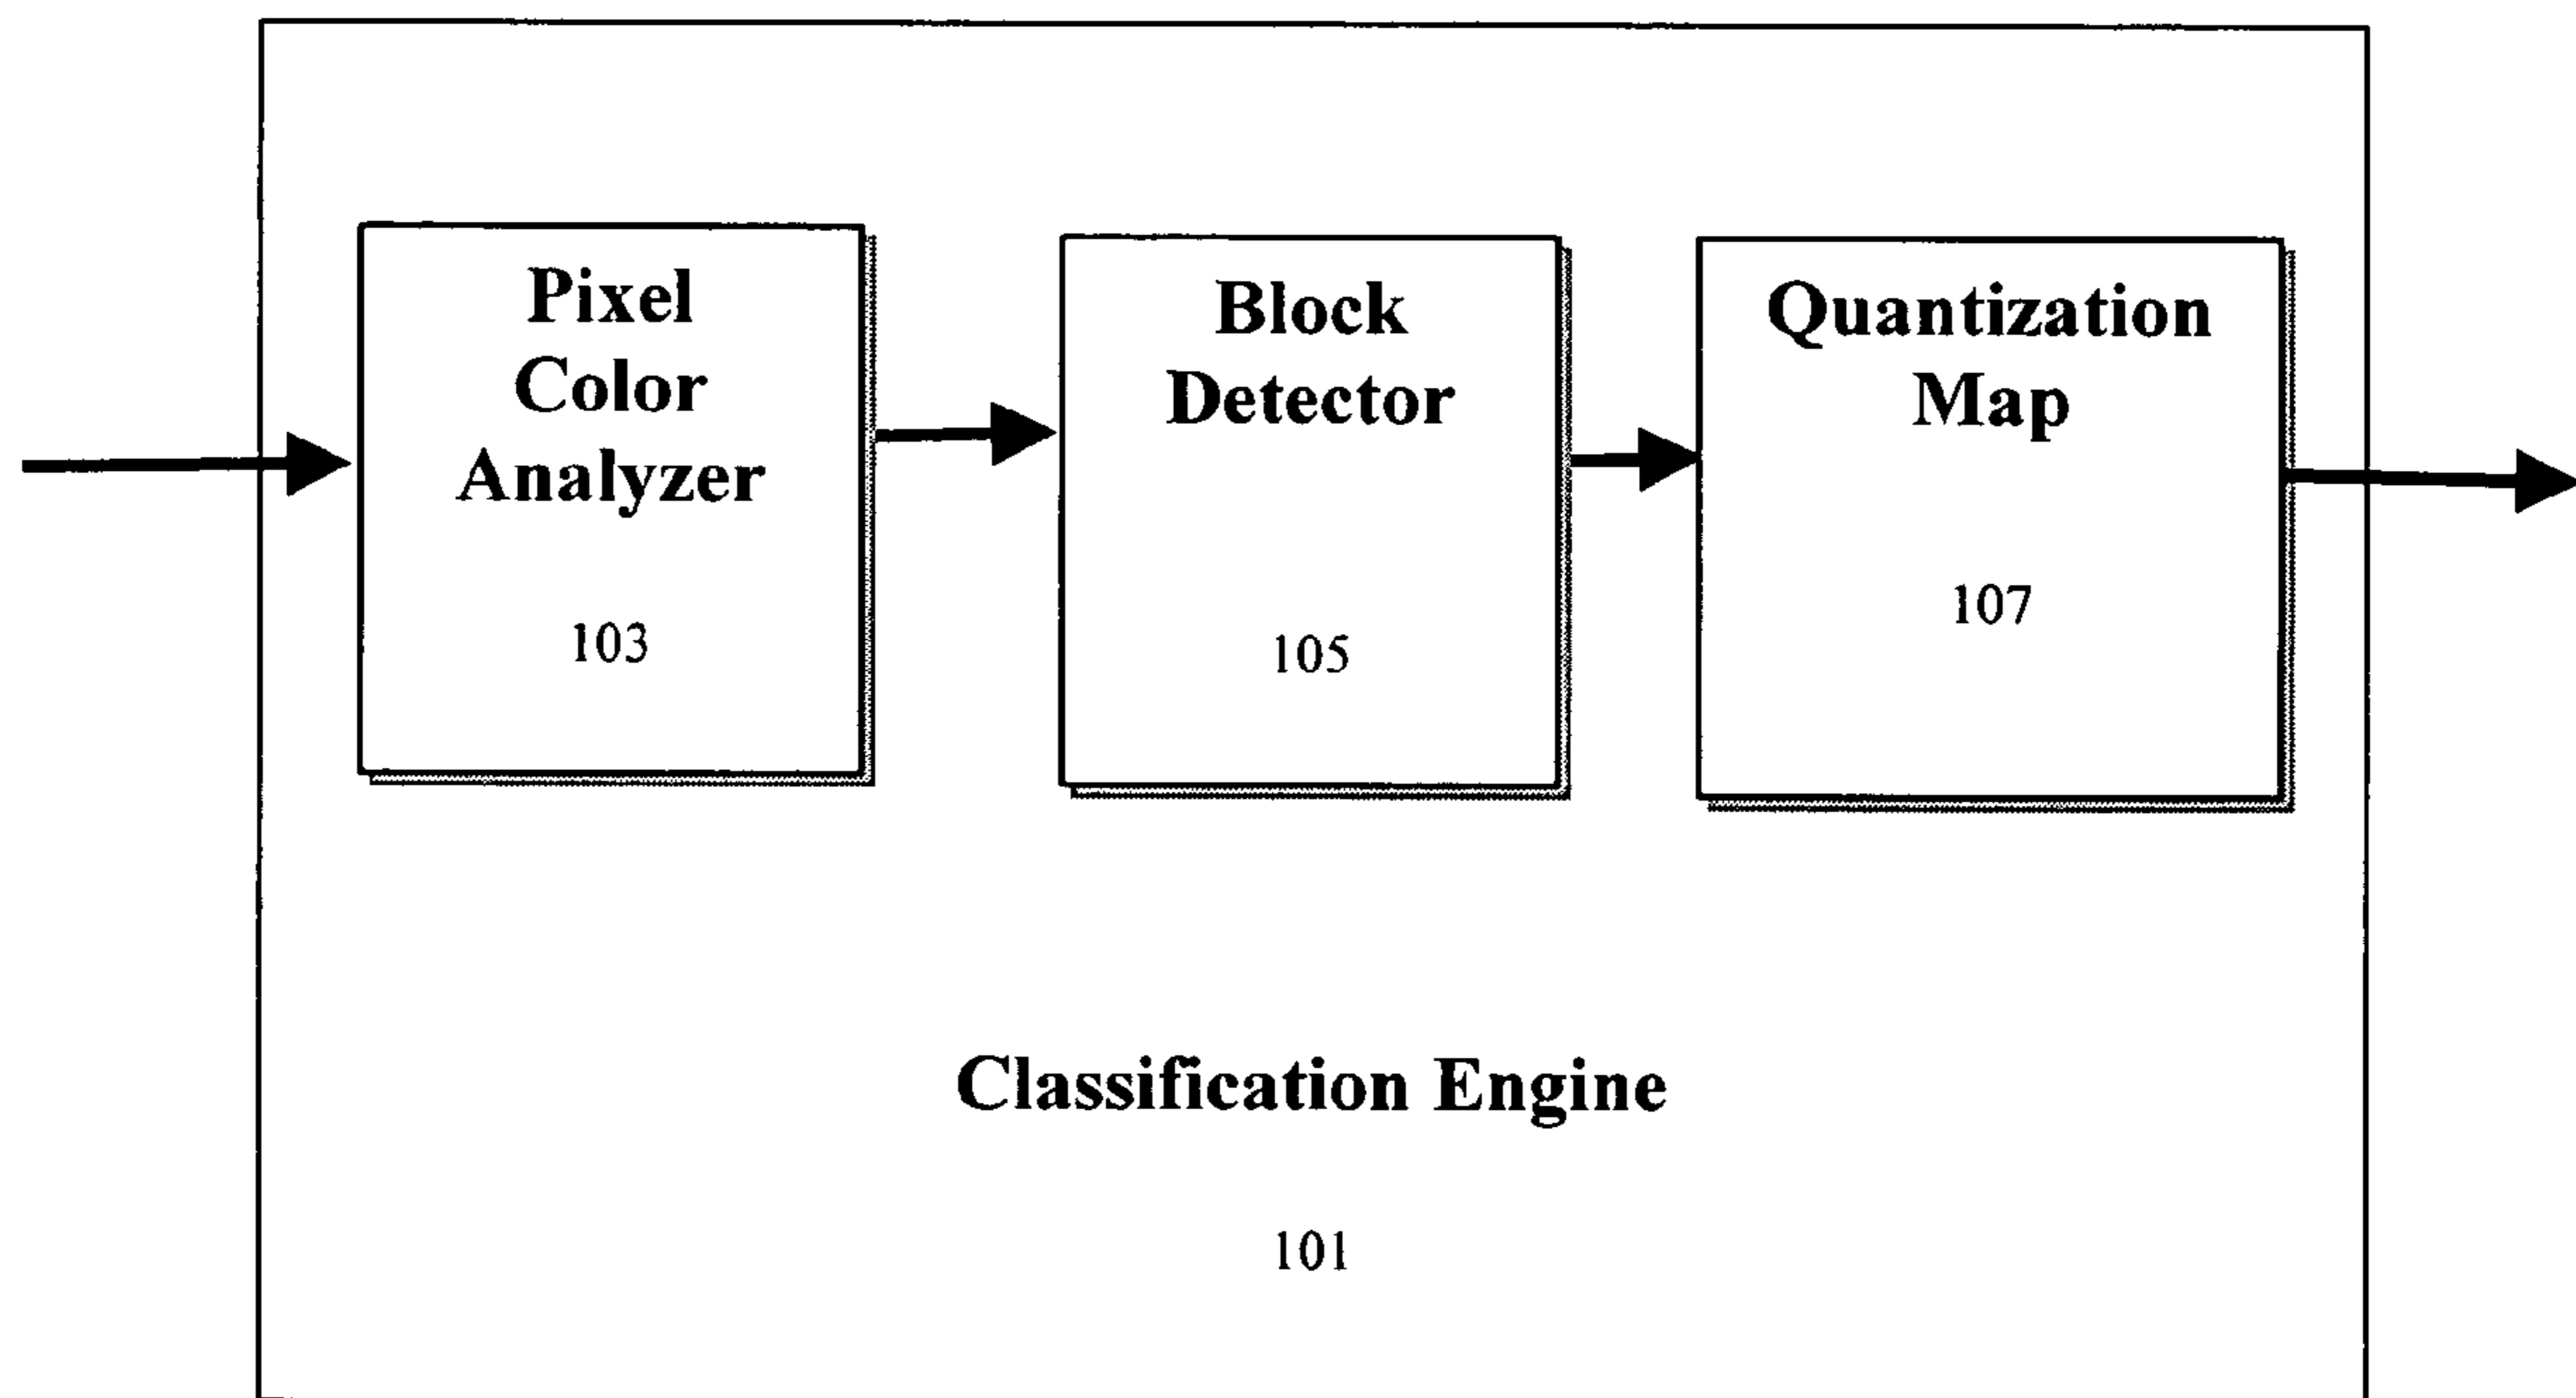 Pixel
Color
Analyzer
103
Block
Detector
105
Quantization
Map
107
Classification Engine
101